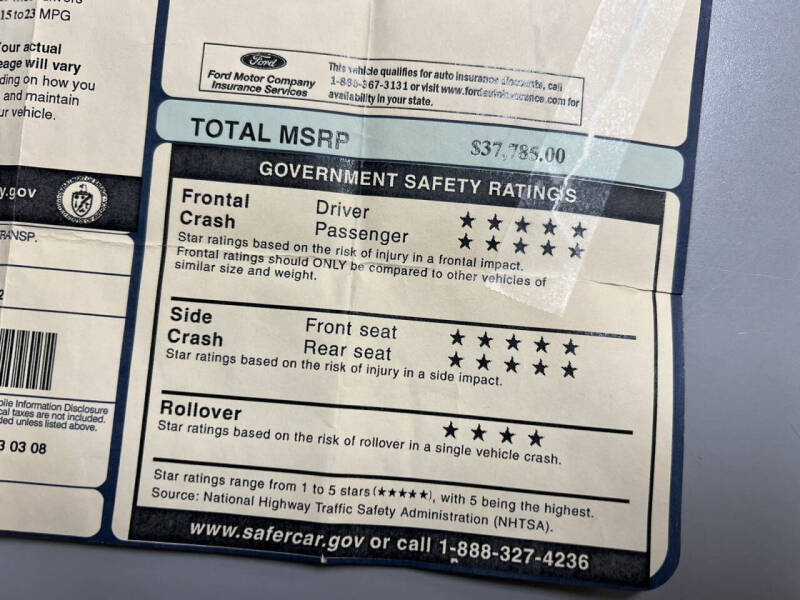 15 to 23 MPG
our actual
eage will vary
ding on how you
and maintain
ur vehicle.
y.gov
TRANSP.
2
bile Information Disclosure
cal taxes are not included.
ded unless listed above.
3 03 08
Ford
Ford Motor Company
Insurance Services
This vehicle qualifies for auto insurance discounts, call
1-888-367-3131 or visit www.fordautoinsurance.com for
availability in your state.
TOTAL MSRP $37,785.00
GOVERNMENT SAFETY RATINGS
Frontal Driver ★ ★ ★ ★ ★
Crash Passenger ★ ★ ★ ★ ★
Star ratings based on the risk of injury in a frontal impact.
Frontal ratings should ONLY be compared to other vehicles of
similar size and weight.
Side Front seat ★ ★ ★ ★ ★
Crash Rear seat ★ ★ ★ ★ ★
Star ratings based on the risk of injury in a side impact.
Rollover ★ ★ ★ ★
Star ratings based on the risk of rollover in a single vehicle crash.
Star ratings range from 1 to 5 stars (★★★★★), with 5 being the highest.
Source: National Highway Traffic Safety Administration (NHTSA).
www.safercar.gov or call 1-888-327-4236